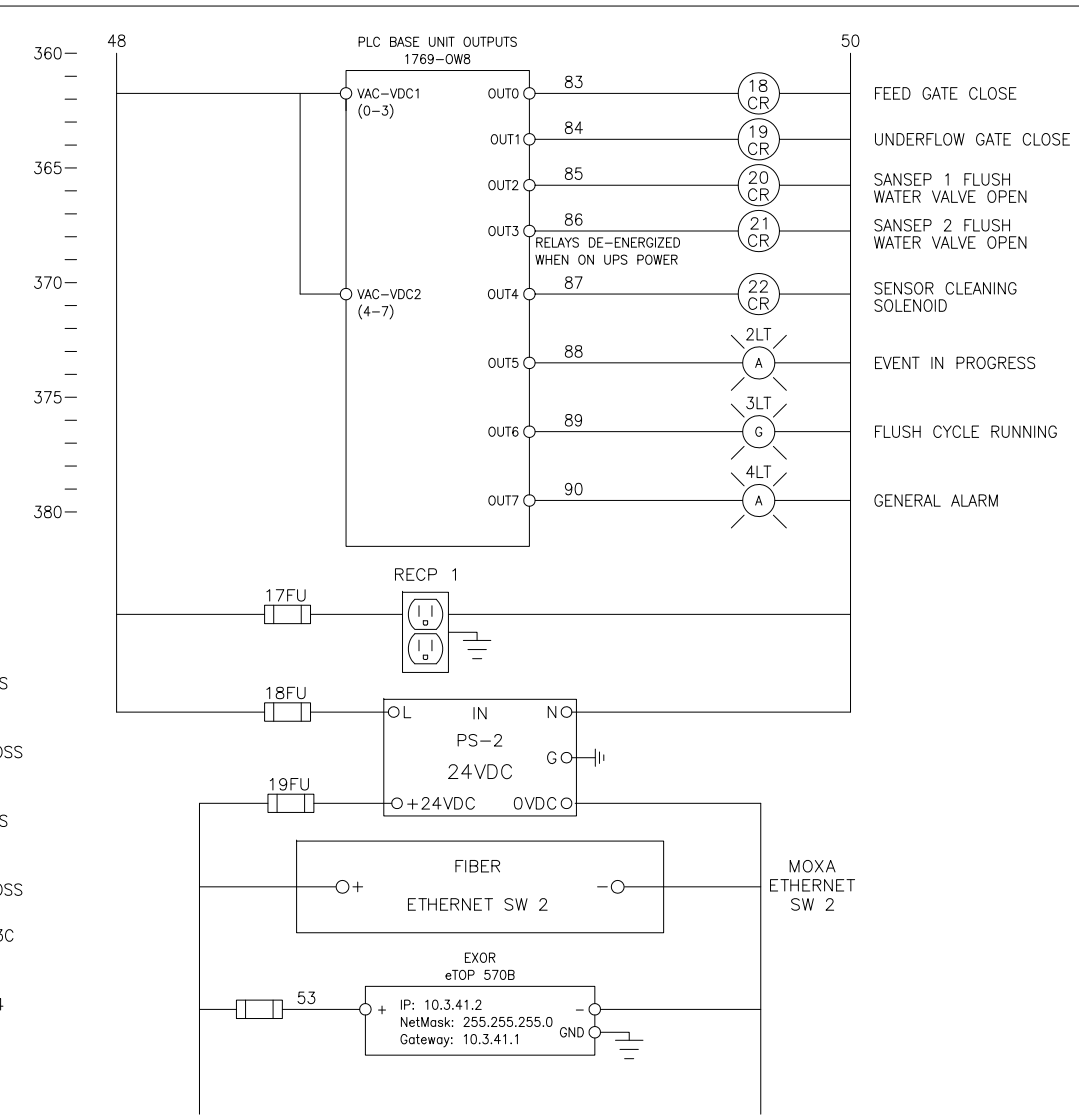 48
50
PLC BASE UNIT OUTPUTS
1769-OW8
360
VAC-VDC1
(0-3)
OUT0
83
18
CR
FEED GATE CLOSE
OUT1
84
19
CR
UNDERFLOW GATE CLOSE
365
OUT2
85
20
CR
SANSEP 1 FLUSH
WATER VALVE OPEN
OUT3
86
21
CR
SANSEP 2 FLUSH
WATER VALVE OPEN
RELAYS DE-ENERGIZED
WHEN ON UPS POWER
370
VAC-VDC2
(4-7)
OUT4
87
22
CR
SENSOR CLEANING
SOLENOID
2LT
OUT5
88
A
EVENT IN PROGRESS
375
3LT
OUT6
89
G
FLUSH CYCLE RUNNING
4LT
OUT7
90
A
GENERAL ALARM
380
RECP 1
17FU
S
18FU
L IN N
PS-2
OSS
24VDC
G
19FU
+24VDC 0VDC
S
FIBER
+ -
ETHERNET SW 2
MOXA
ETHERNET
SW 2
OSS
3C
EXOR
eTOP 570B
4
53
+ IP: 10.3.41.2 -
NetMask: 255.255.255.0
GND
Gateway: 10.3.41.1